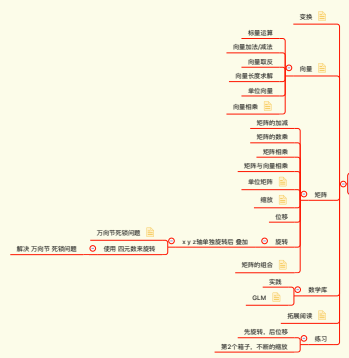 变换
标量运算
向量加法/减法
向量取反
向量长度求解
单位向量
向量相乘
向量
矩阵的加减
矩阵的数乘
矩阵相乘
矩阵与向量相乘
单位矩阵
缩放
位移
矩阵
万向节死锁问题
解决 万向节 死锁问题
使用 四元数来旋转
x y z轴单独旋转后 叠加
旋转
矩阵的组合
实践
GLM
数学库
拓展阅读
先旋转，后位移
第2个箱子，不断的缩放
练习